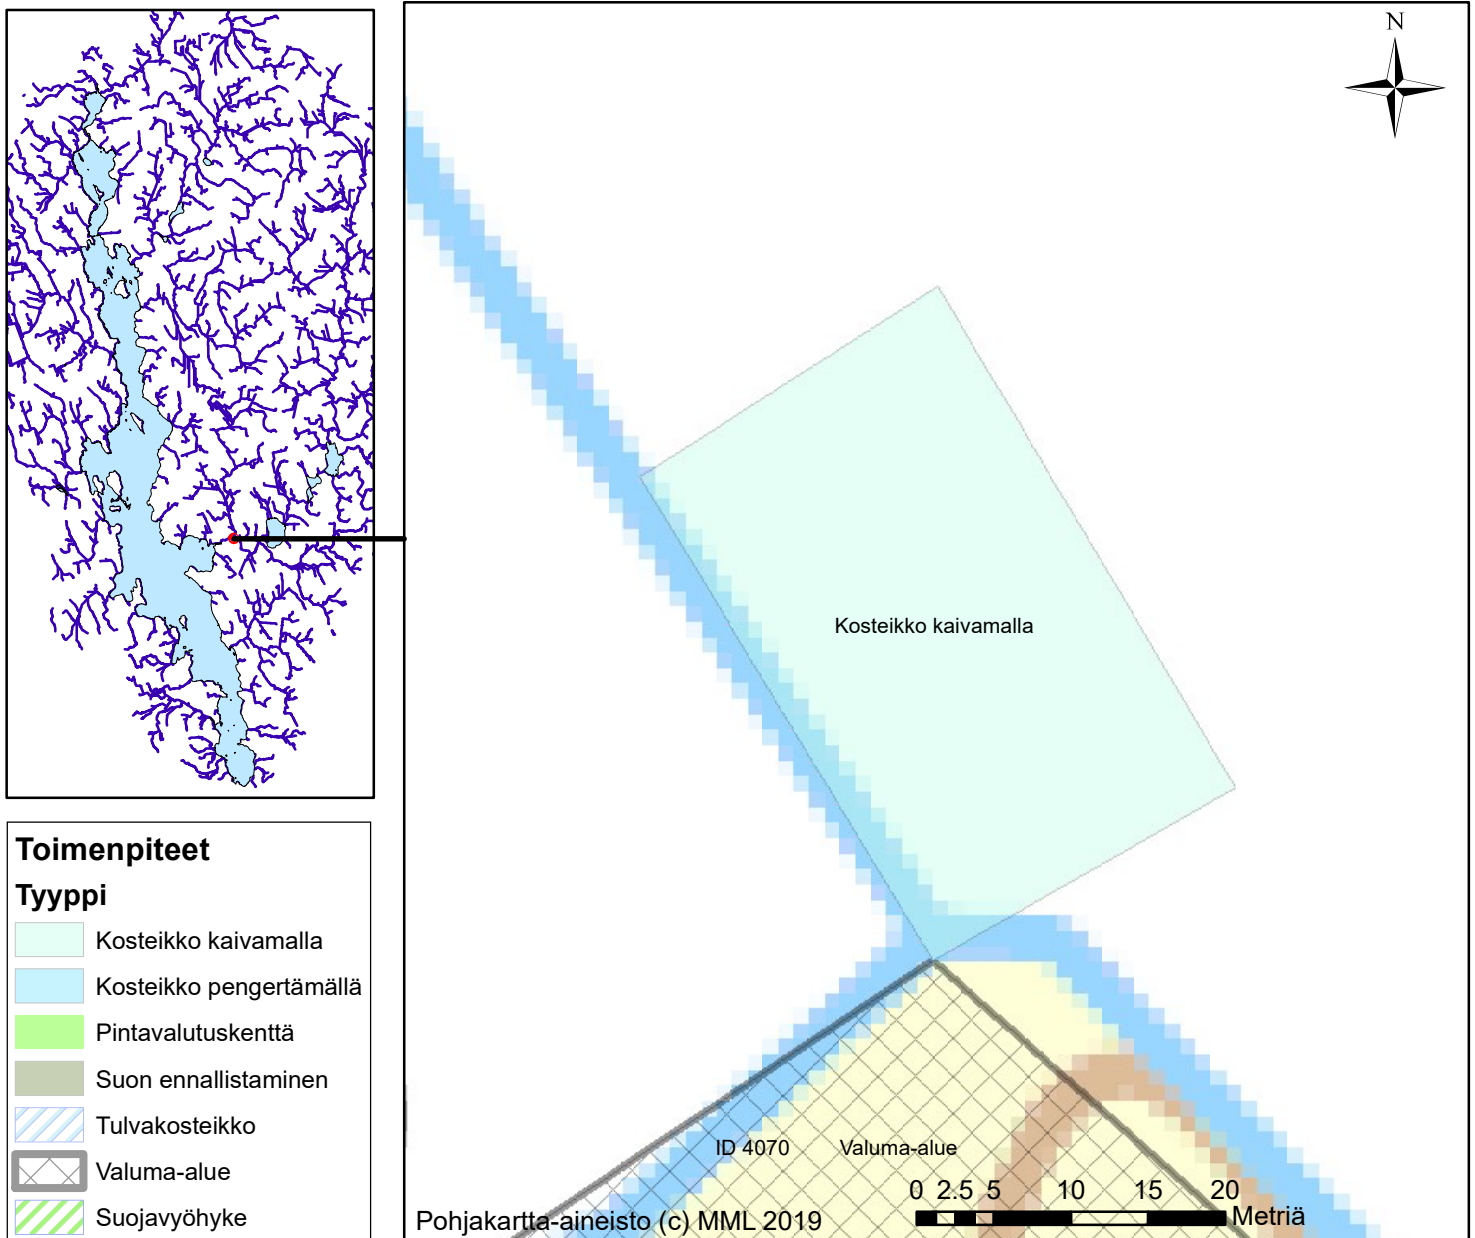 N
Kosteikko kaivamalla
Toimenpiteet
Tyyppi
Kosteikko kaivamalla
Kosteikko pengertämällä
Pintavalutuskenttä
Suon ennallistaminen
Tulvakosteikko
Valuma-alue
Suojavyöhyke
ID 4070 Valuma-alue
0 2.5 5 10 15 20
Metriä
Pohjakartta-aineisto (c) MML 2019